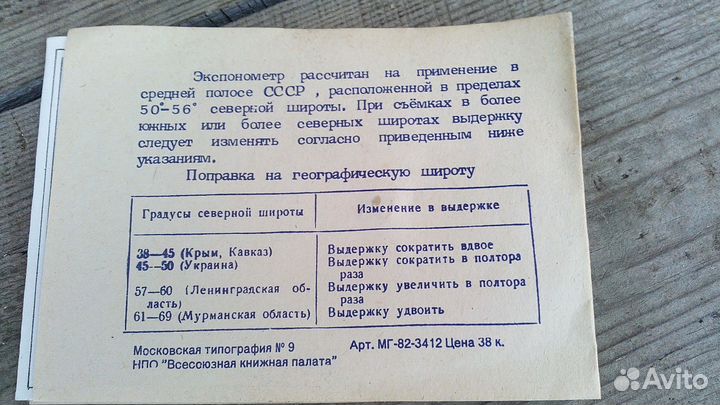 Экспонометр рассчитан на применение в
средней полосе СССР , расположенной в пределах
50°—56° северной широты. При съёмках в более
южных или более северных широтах выдержку
следует изменять согласно приведенным ниже
указаниям.
Поправка на географическую широту
Градусы северной широты Изменение в выдержке
38—45 (Крым, Кавказ) Выдержку сократить вдвое
45—50 (Украина) Выдержку сократить в полтора
раза
57—60 (Ленинградская об- Выдержку увеличить в полтора
ласть) раза
61—69 (Мурманская область) Выдержку удвоить
Московская типография № 9 Арт. МГ-82-3412 Цена 38 к.
НПО "Всесоюзная книжная палата"
Avito